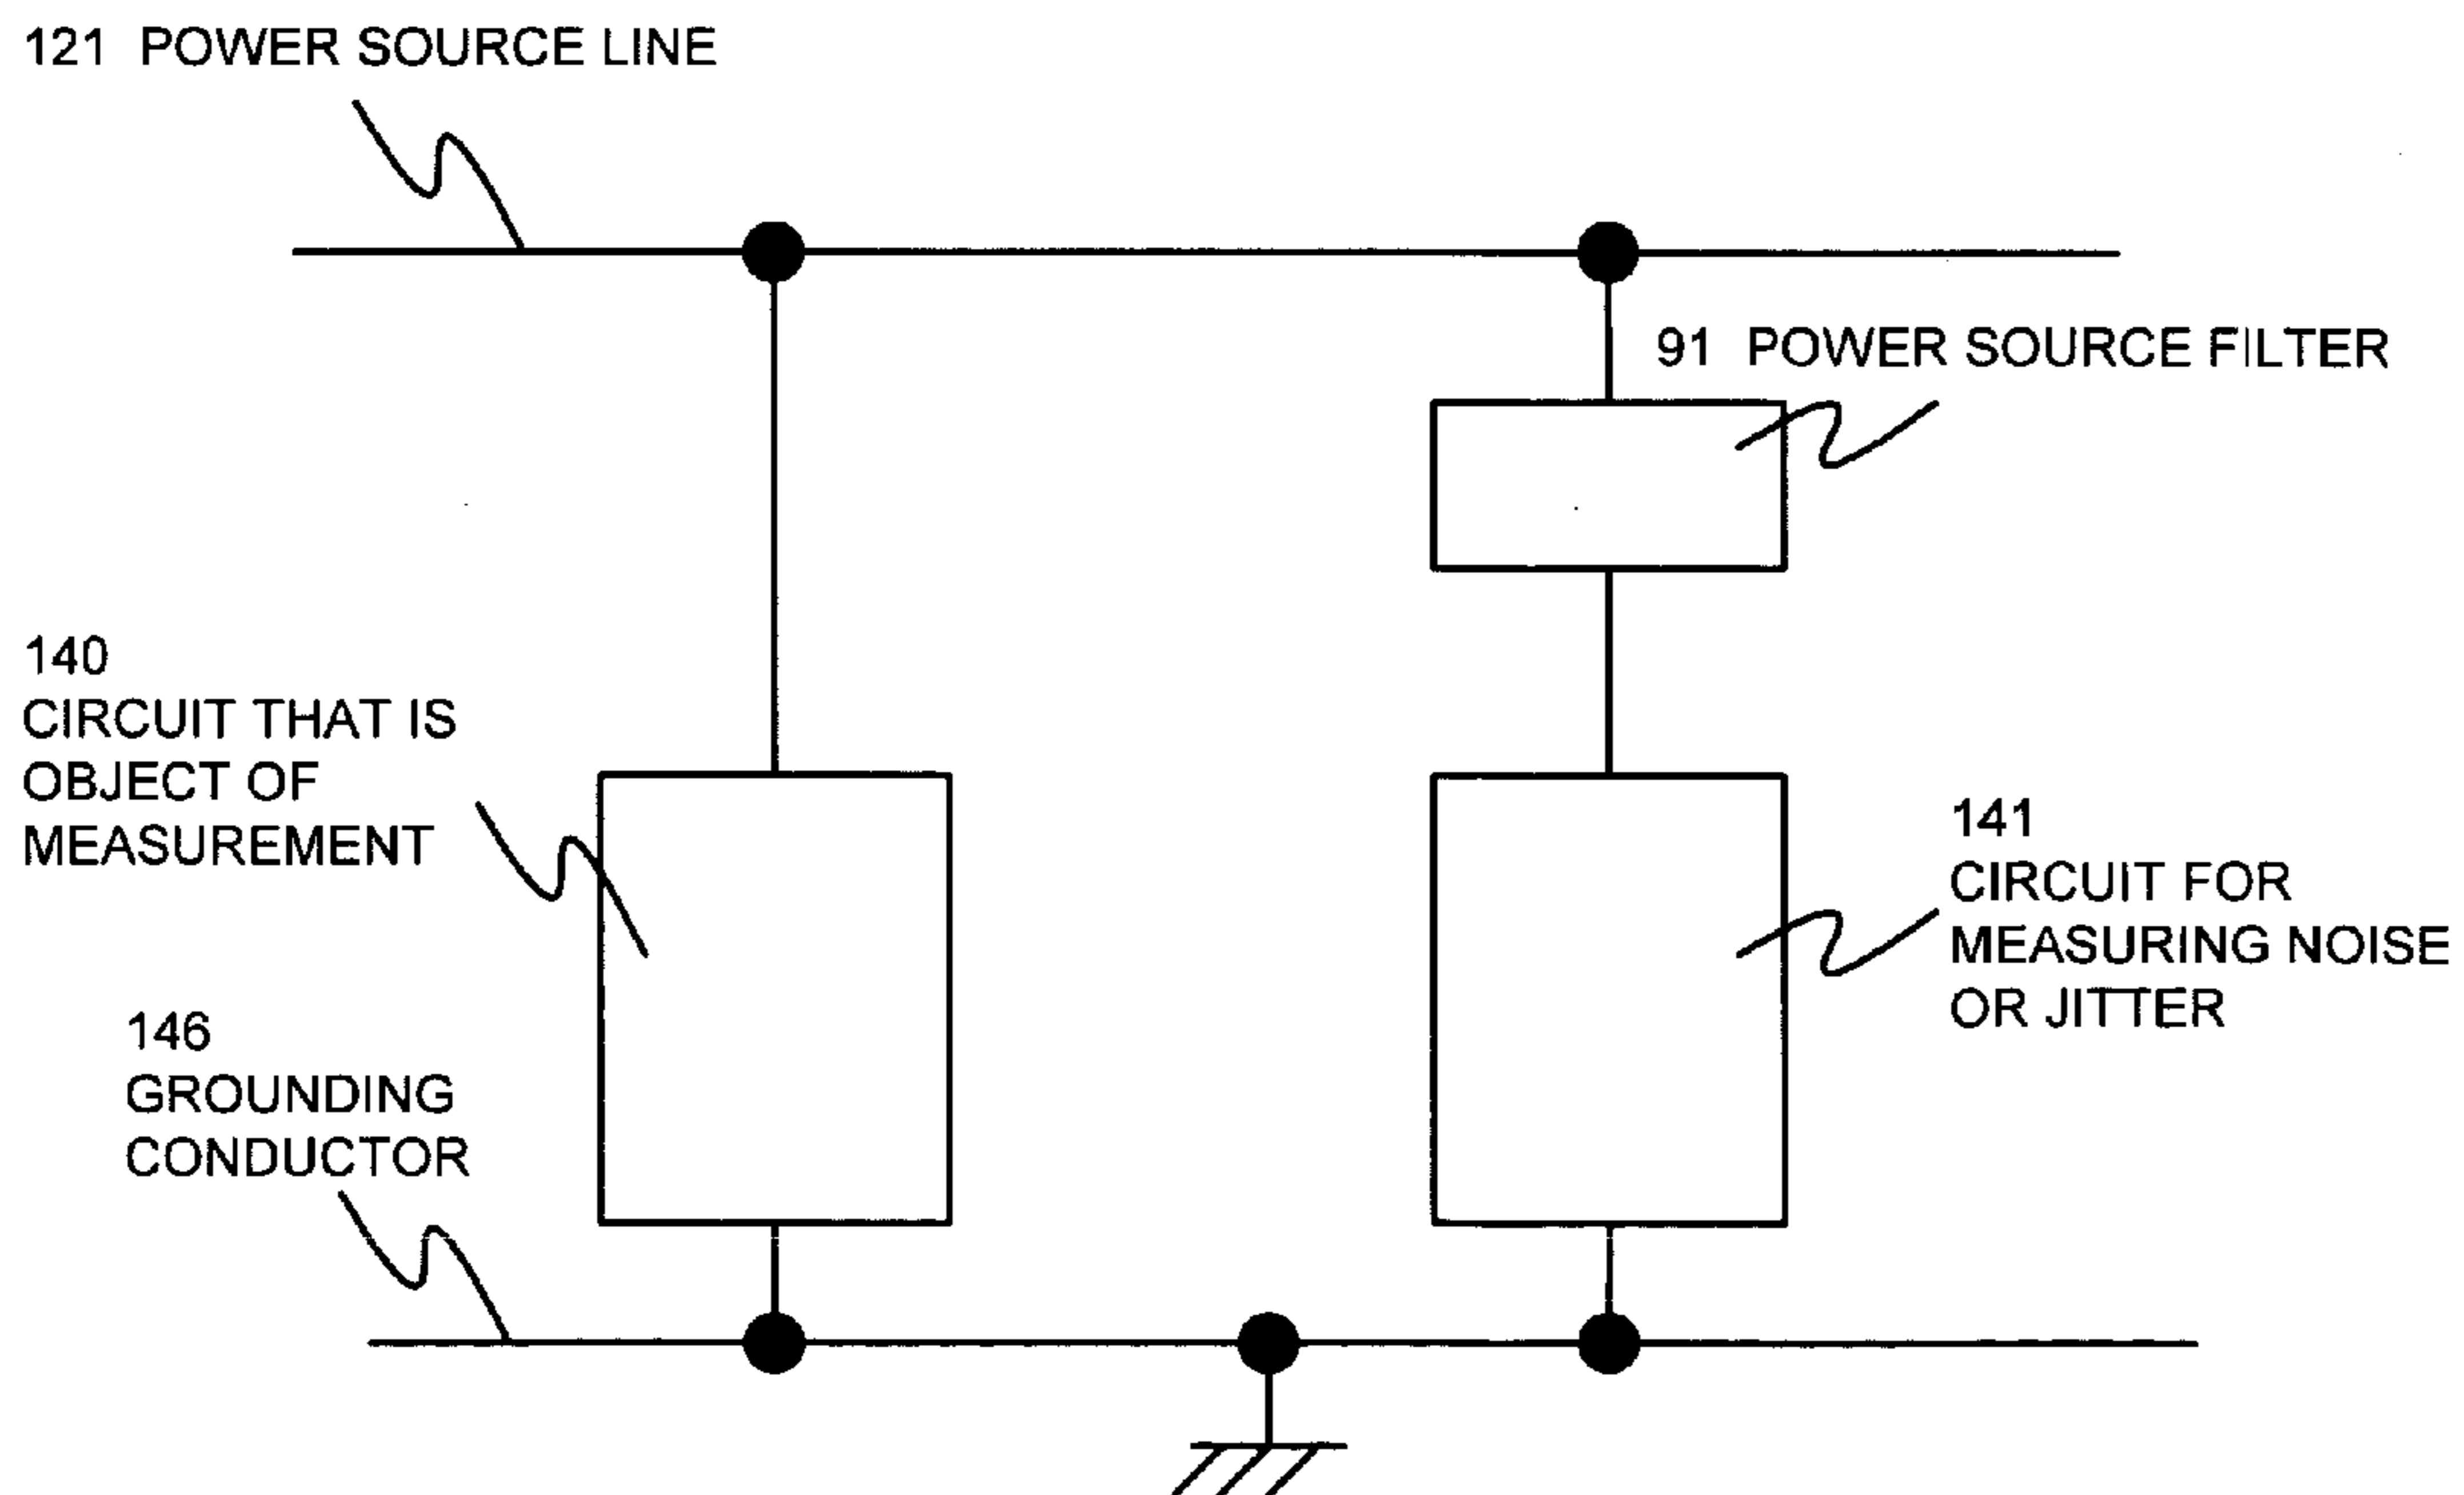 121 POWER SOURCE LINE
91 POWER SOURCE FILTER
140
CIRCUIT THAT IS
OBJECT OF
MEASUREMENT
141
CIRCUIT FOR
MEASURING NOISE
OR JITTER
146
GROUNDING
CONDUCTOR